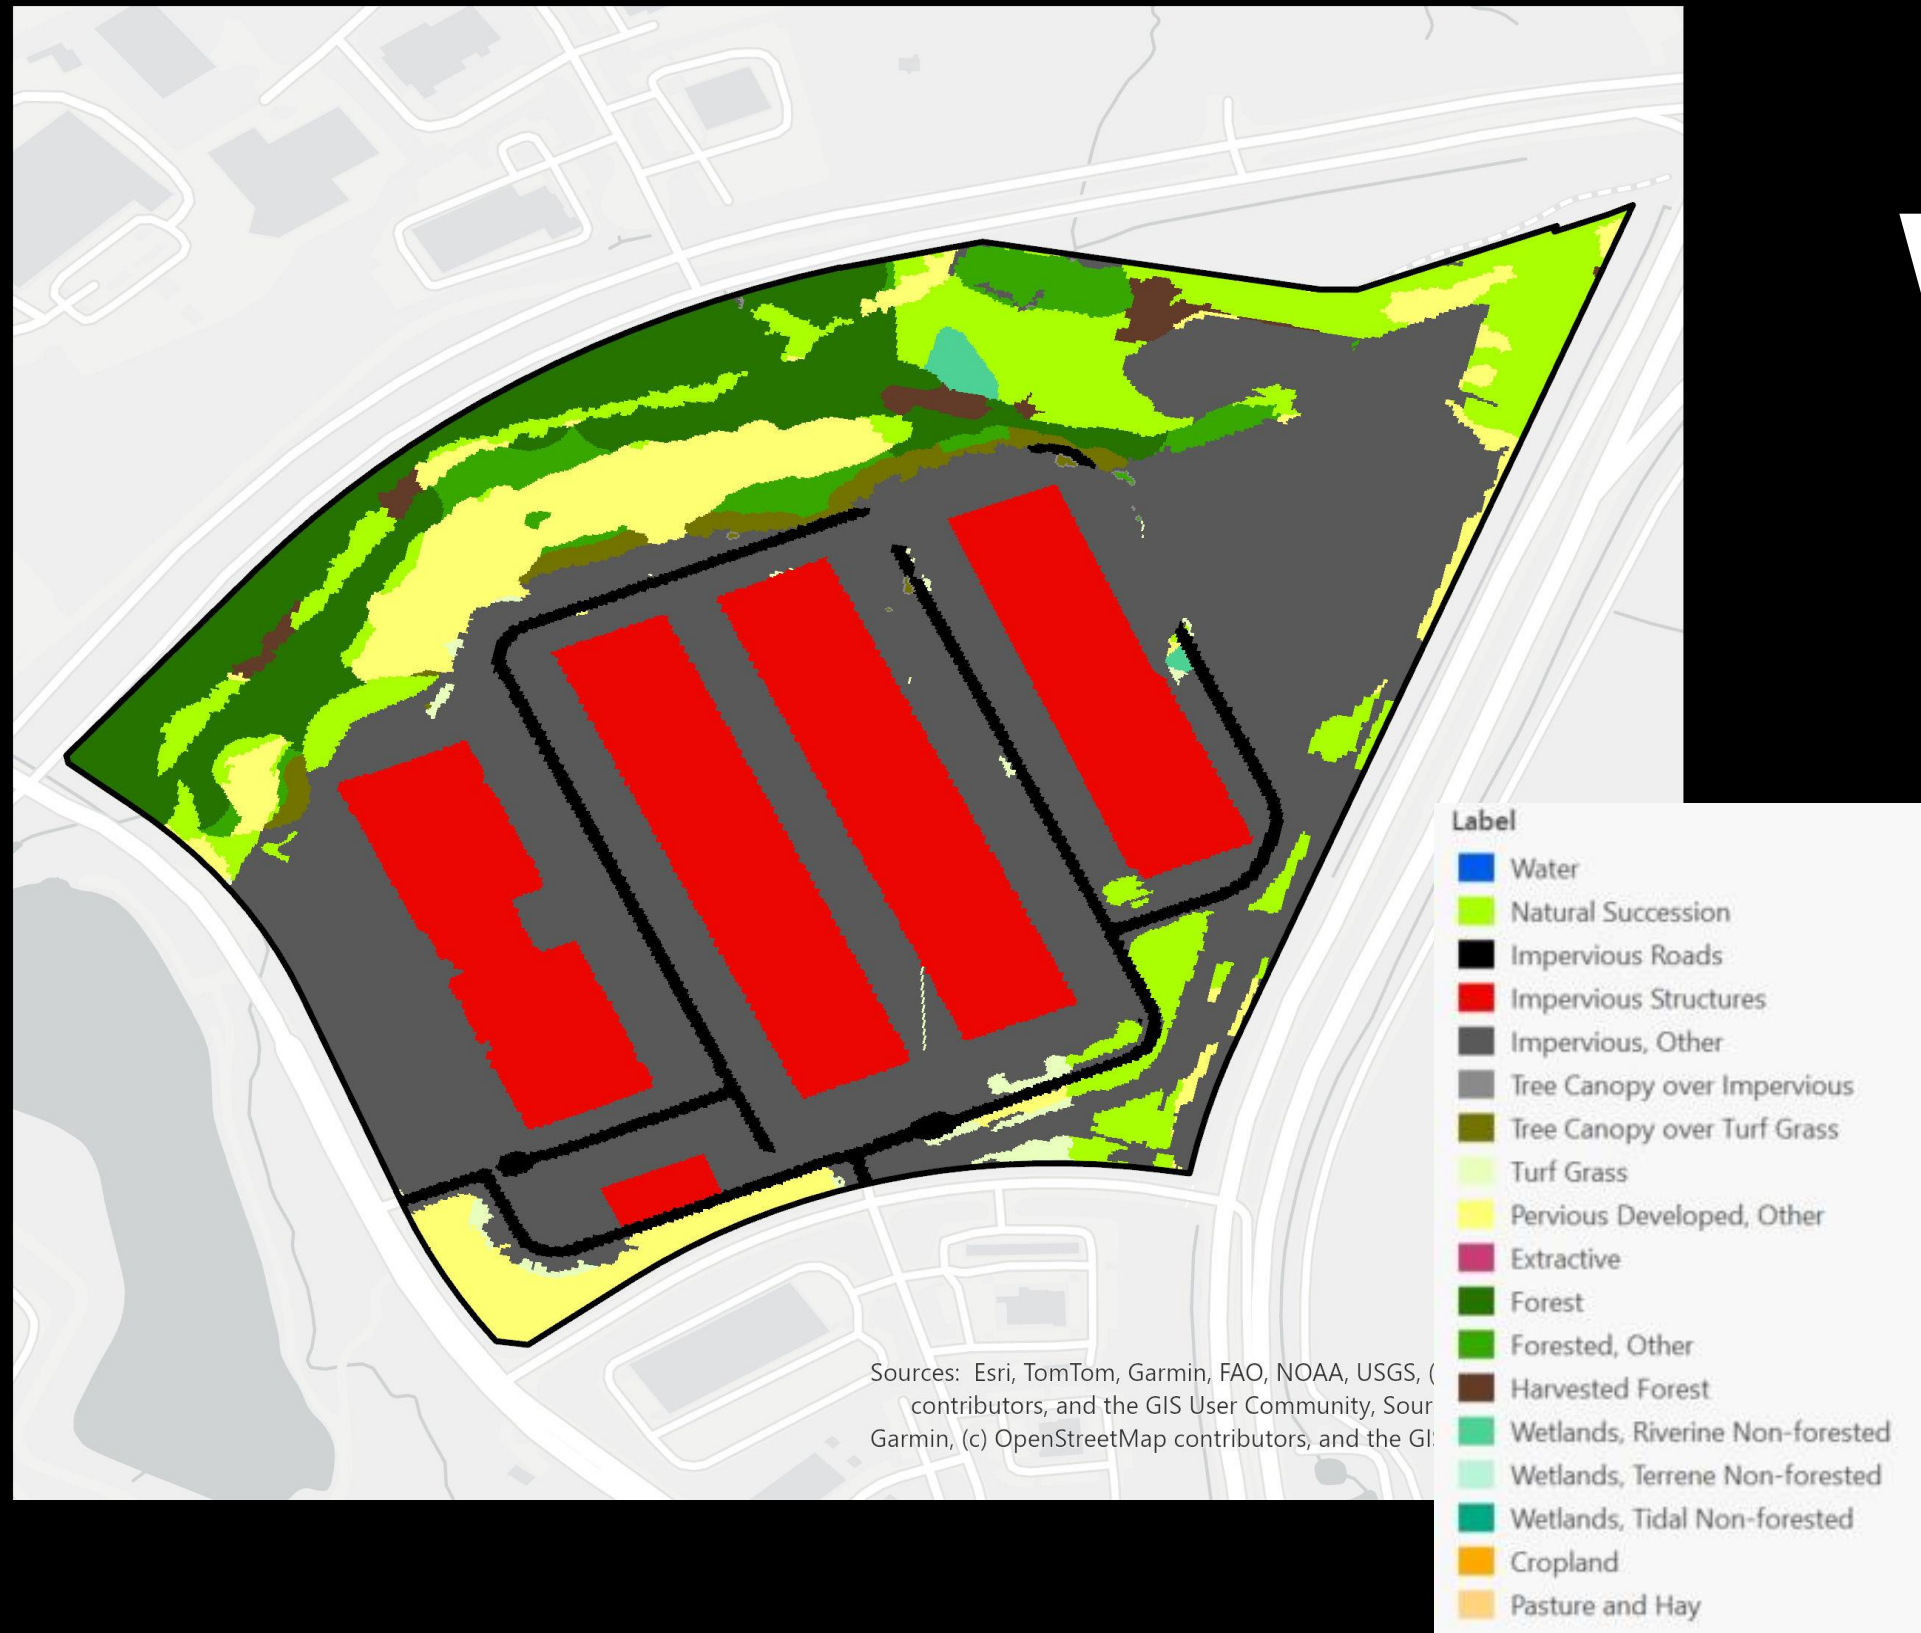 Sources: Esri, TomTom, Garmin, FAO, NOAA, USGS, (
contributors, and the GIS User Community, Sour
Garmin, (c) OpenStreetMap contributors, and the GI
Label
Water
Natural Succession
Impervious Roads
Impervious Structures
Impervious, Other
Tree Canopy over Impervious
Tree Canopy over Turf Grass
Turf Grass
Pervious Developed, Other
Extractive
Forest
Forested, Other
Harvested Forest
Wetlands, Riverine Non-forested
Wetlands, Terrene Non-forested
Wetlands, Tidal Non-forested
Cropland
Pasture and Hay